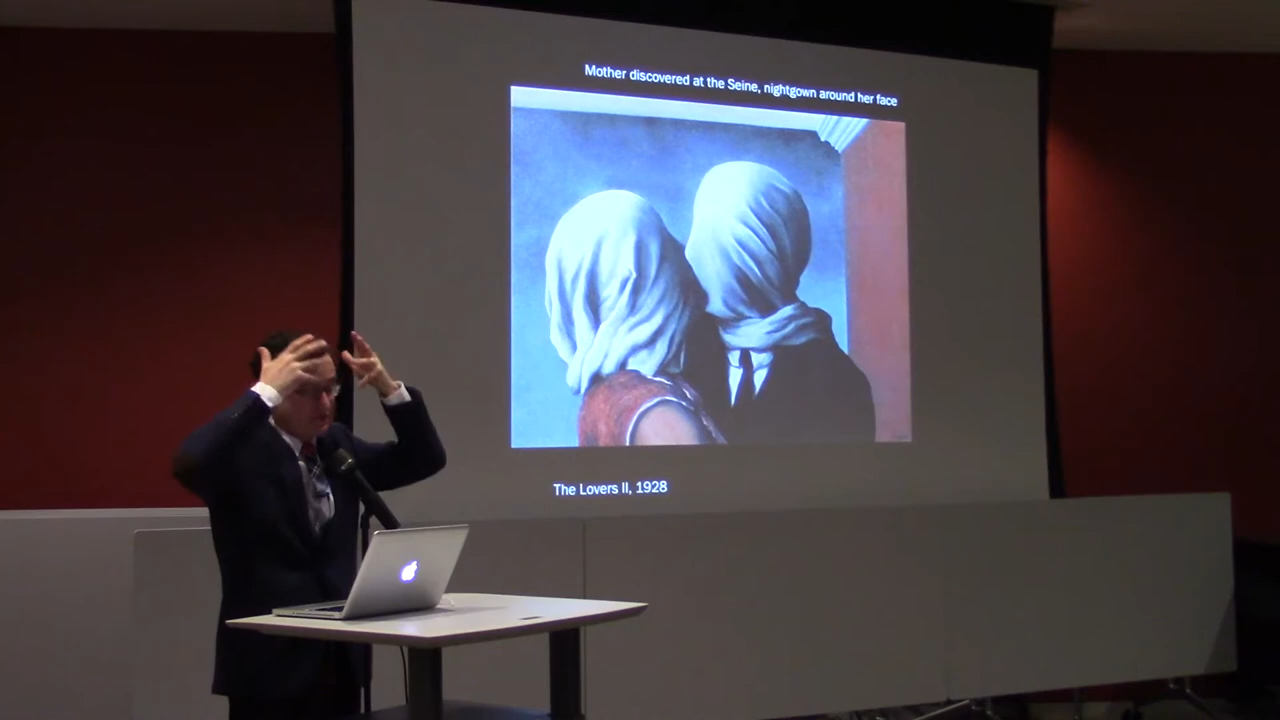 Mother discovered at the Seine, nightgown around her face
The Lovers II, 1928